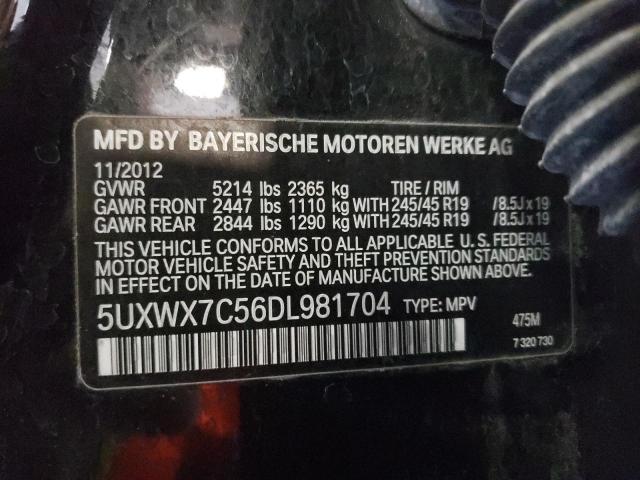 MFD BY BAYERISCHE MOTOREN WERKE AG
11/2012
GVWR 5214 lbs 2365 kg TIRE / RIM
GAWR FRONT 2447 lbs 1110 kg WITH 245/45 R19 /8.5J x 19
GAWR REAR 2844 lbs 1290 kg WITH 245/45 R19 /8.5J x 19
THIS VEHICLE CONFORMS TO ALL APPLICABLE U. S. FEDERAL
MOTOR VEHICLE SAFETY AND THEFT PREVENTION STANDARDS
IN EFFECT ON THE DATE OF MANUFACTURE SHOWN ABOVE.
5UXWX7C56DL981704 TYPE: MPV
475M
7 320 730